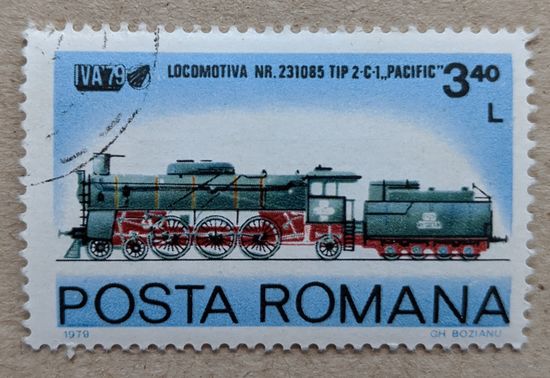 IVA'79
LOCOMOTIVA NR. 231085 TIP 2-C-1 „PACIFIC”
3.40
L
POSTA ROMANA
1979
GH BOZIANU